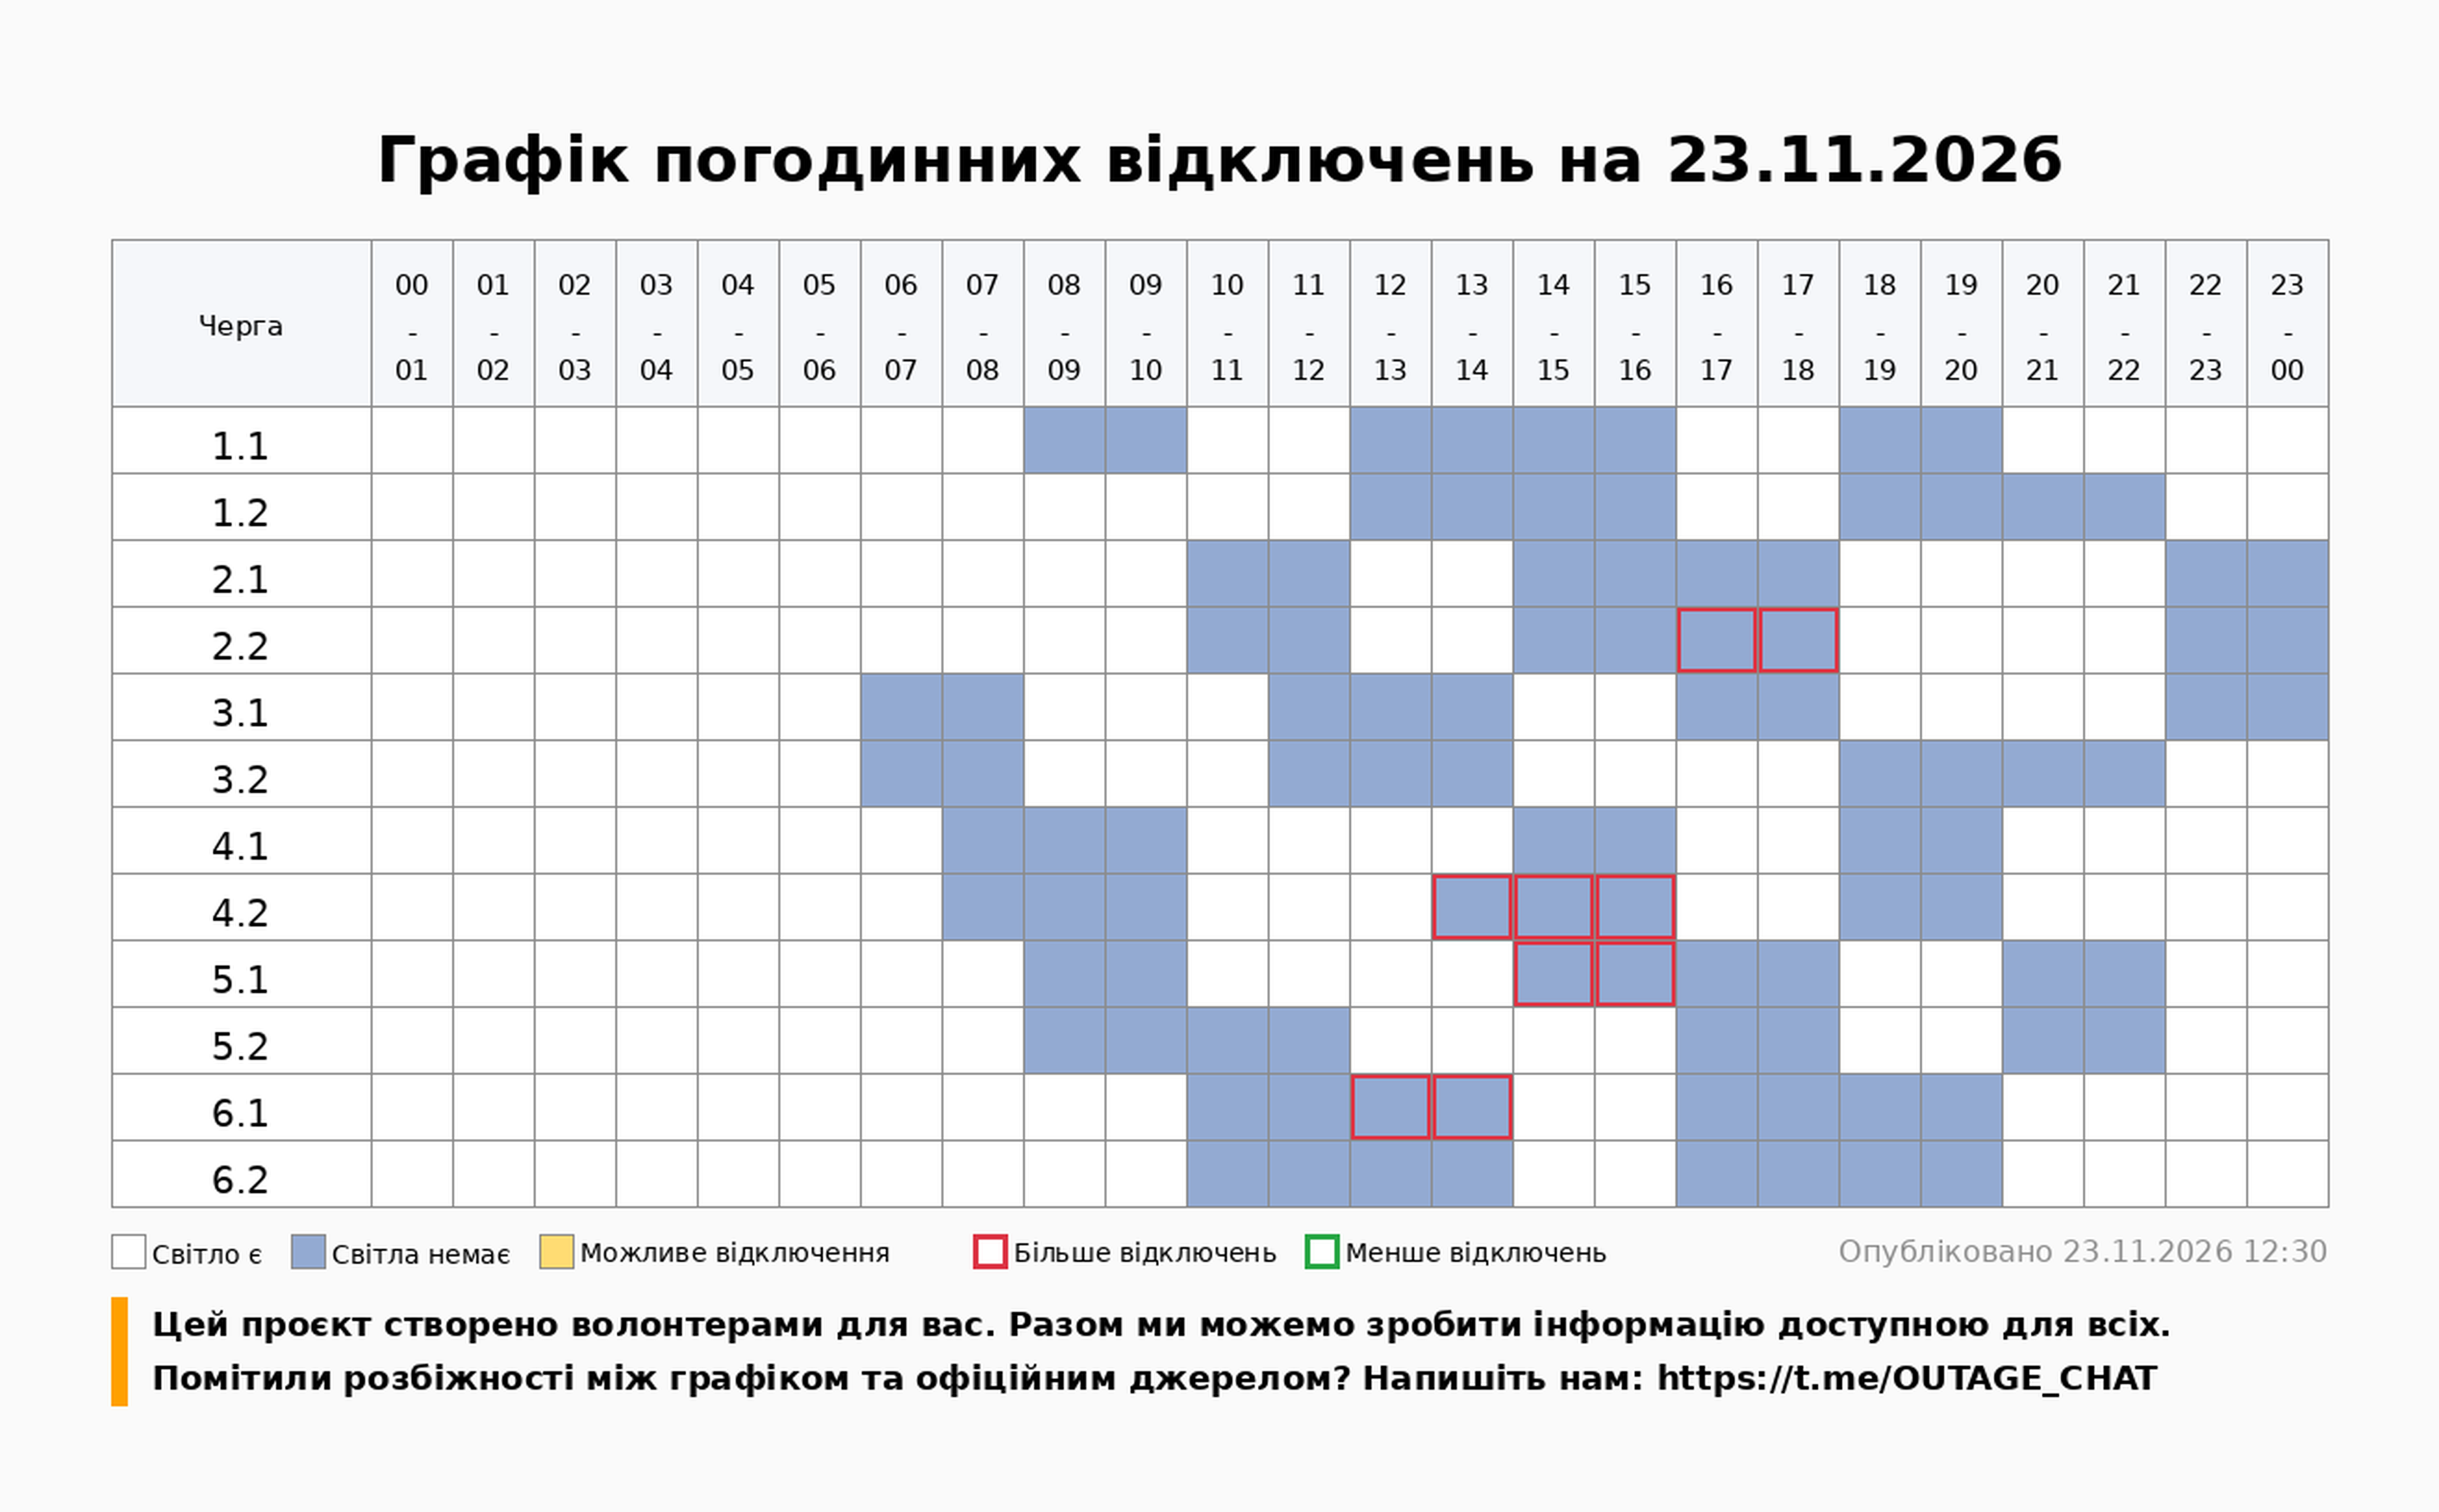 Графік погодинних відключень на 23.11.2026
Черга 00 - 01 01 - 02 02 - 03 03 - 04 04 - 05 05 - 06 06 - 07 07 - 08 08 - 09 09 - 10 10 - 11 11 - 12 12 - 13 13 - 14 14 - 15 15 - 16 16 - 17 17 - 18 18 - 19 19 - 20 20 - 21 21 - 22 22 - 23 23 - 00
1.1
1.2
2.1
2.2
3.1
3.2
4.1
4.2
5.1
5.2
6.1
6.2
Світло є Світла немає Можливе відключення Більше відключень Менше відключень Опубліковано 23.11.2026 12:30
Цей проєкт створено волонтерами для вас. Разом ми можемо зробити інформацію доступною для всіх.
Помітили розбіжності між графіком та офіційним джерелом? Напишіть нам: https://t.me/OUTAGE_CHAT